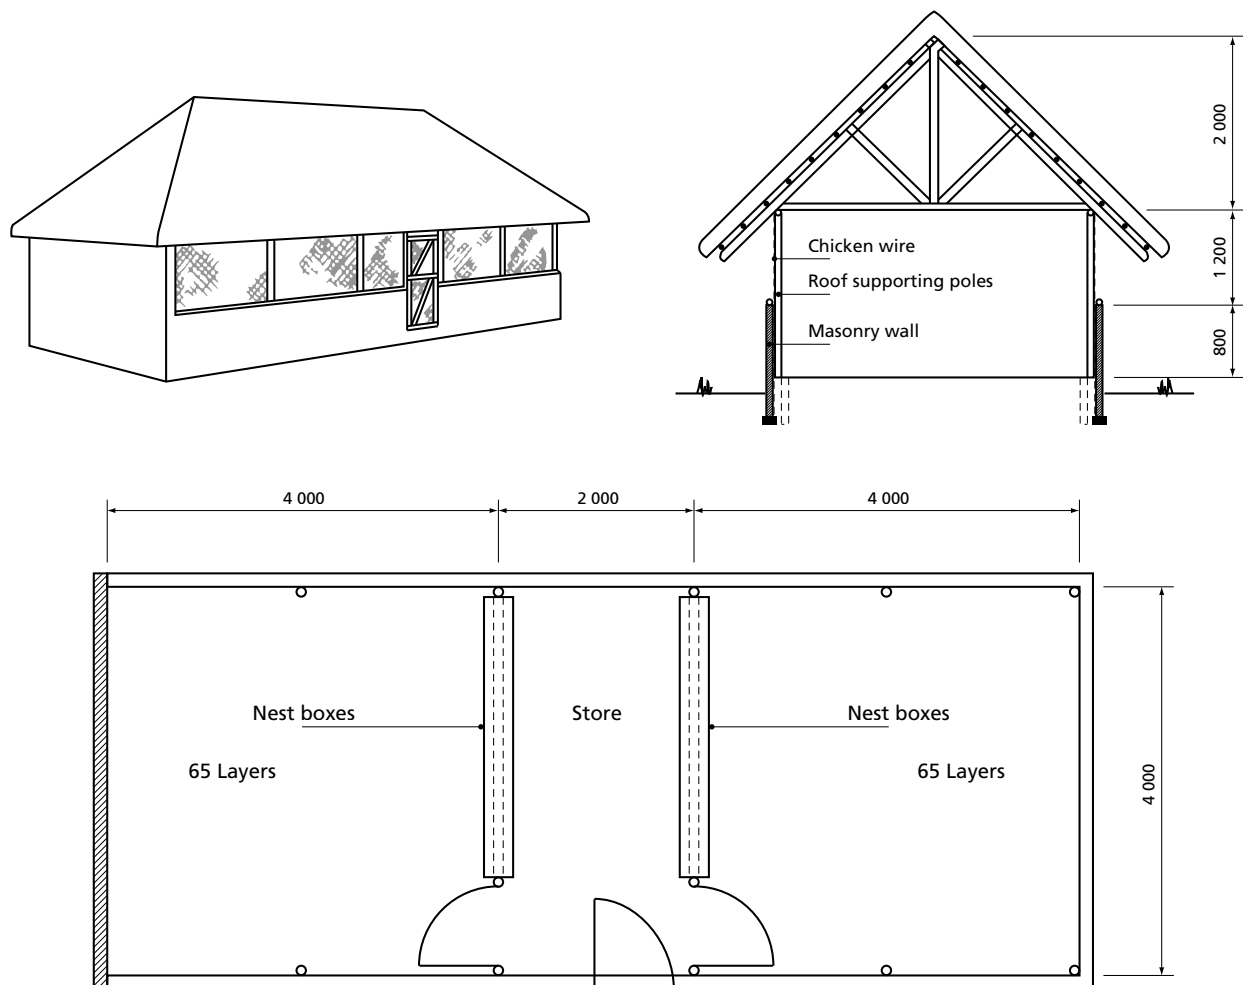 2 000
Chicken wire
1 200
Roof supporting poles
Masonry wall
800
4 000
2 000
4 000
Nest boxes
Store
Nest boxes
65 Layers
65 Layers
4 000